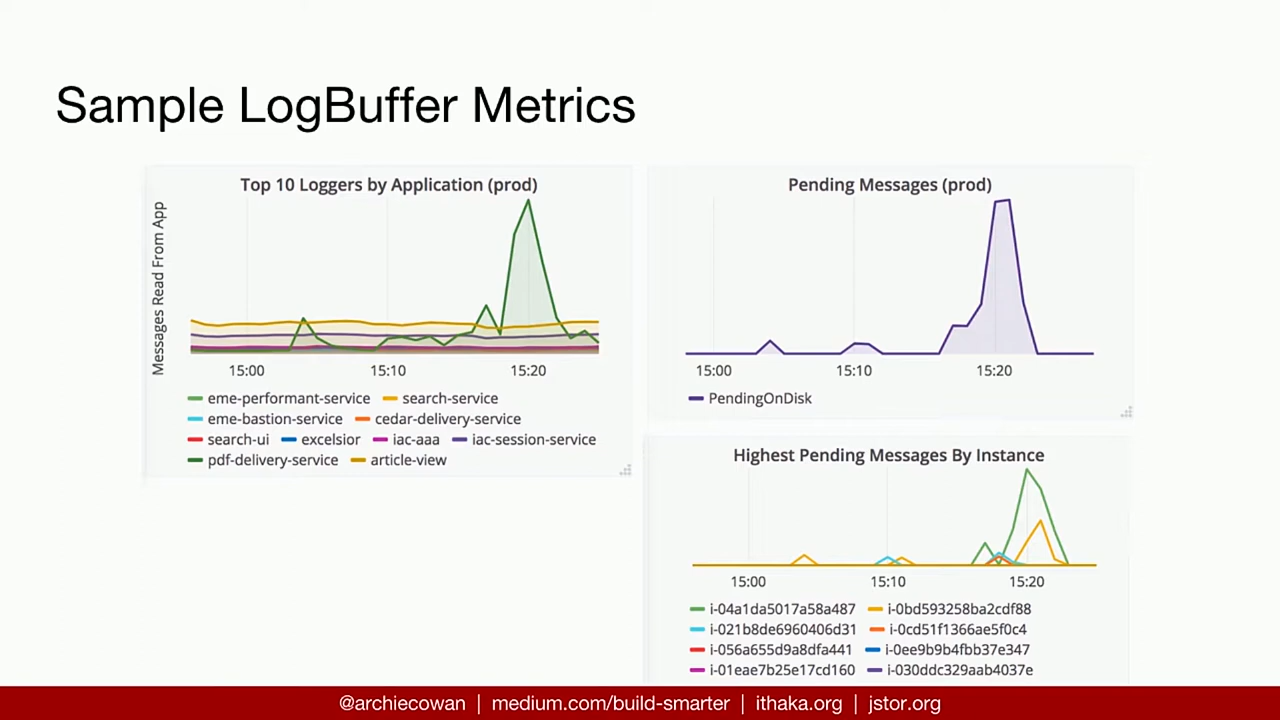 Sample LogBuffer Metrics
Top 10 Loggers by Application (prod)
Messages Read From App
15:00 15:10 15:20
eme-performant-service search-service
eme-bastion-service cedar-delivery-service
search-ui excelsior iac-aaa iac-session-service
pdf-delivery-service article-view
Pending Messages (prod)
15:00 15:10 15:20
PendingOnDisk
Highest Pending Messages By Instance
15:00 15:10 15:20
i-04a1da5017a58a487 i-0bd593258ba2cdf88
i-021b8de6960406d31 i-0cd51f1366ae5f0c4
i-056a655d9a8dfa441 i-0ee9b9b4fbb37e347
i-01eae7b25e17cd160 i-030ddc329aab4037e
@archiecowan | medium.com/build-smarter | ithaka.org | jstor.org